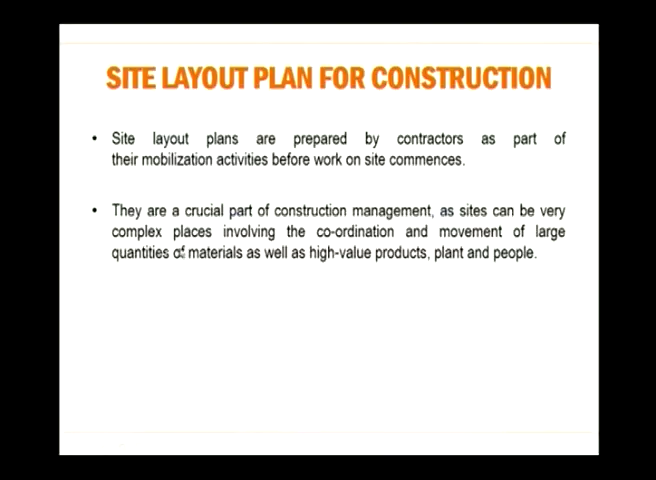 SITE LAYOUT PLAN FOR CONSTRUCTION
• Site layout plans are prepared by contractors as part of
their mobilization activities before work on site commences.
• They are a crucial part of construction management, as sites can be very
complex places involving the co-ordination and movement of large
quantities of materials as well as high-value products, plant and people.